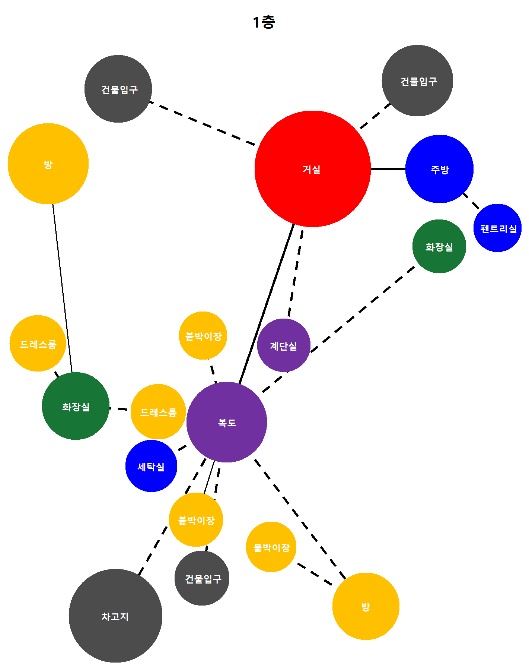 1층
건물입구
건물입구
방
거실
주방
펜트리실
화장실
드레스룸
붙박이장
계단실
화장실
드레스룸
복도
세탁실
붙박이장
물박이장
건물입구
차고지
방